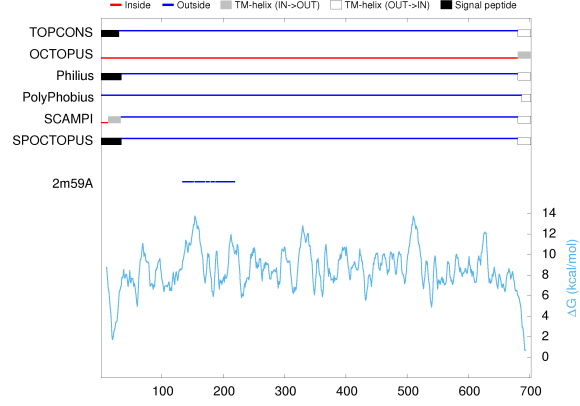 Inside Outside TM-helix (IN->OUT) TM-helix (OUT->IN) Signal peptide
TOPCONS
OCTOPUS
Philius
PolyPhobius
SCAMPI
SPOCTOPUS
2m59A
14
12
10
8
6
4
2
0
ΔG (kcal/mol)
100 200 300 400 500 600 700